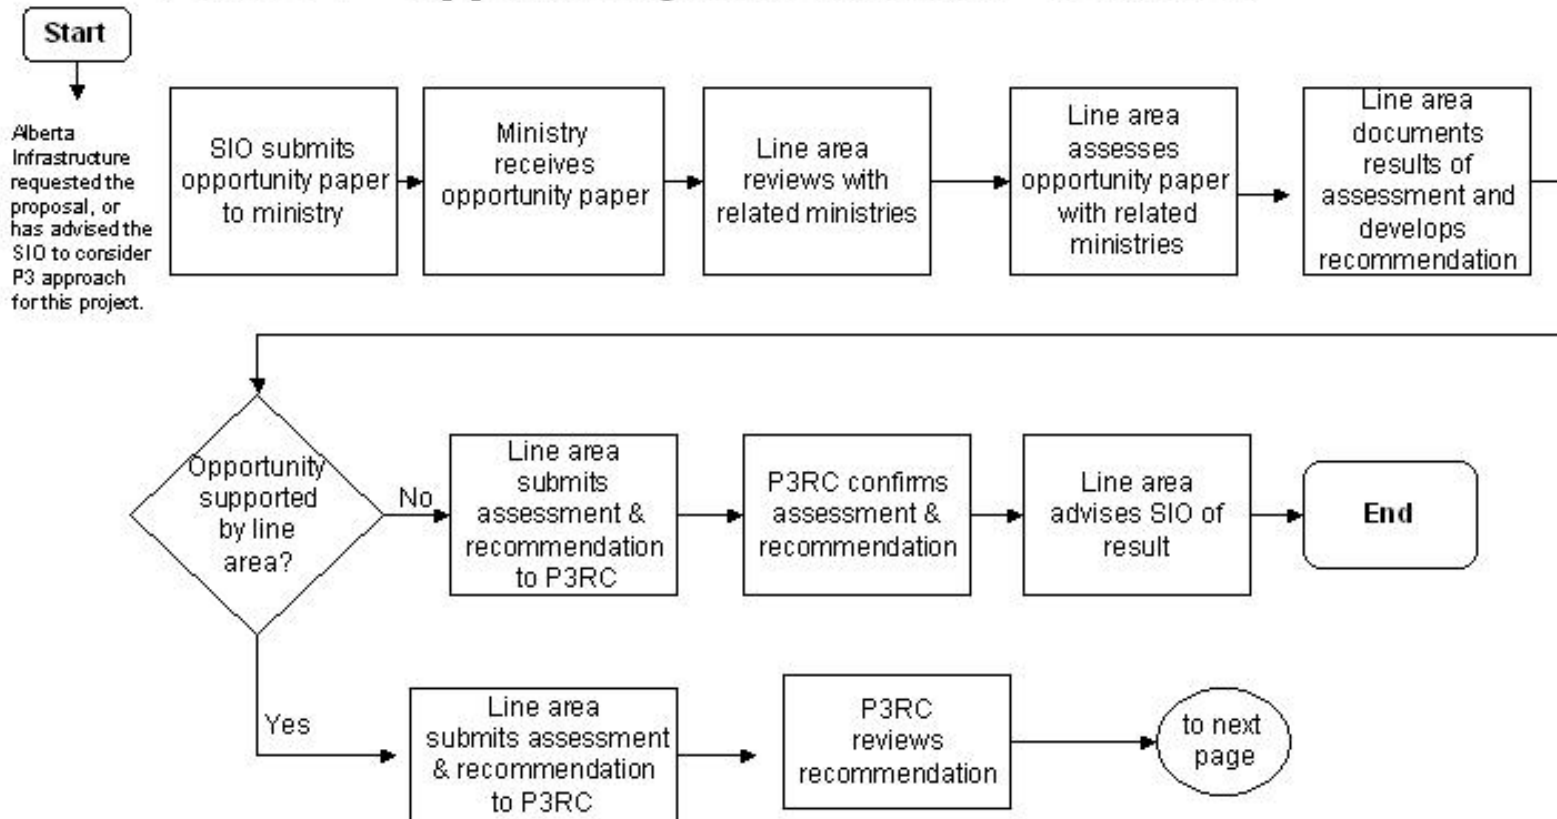 Start
Alberta
Infrastructure
requested the
proposal, or
has advised the
SIO to consider
P3 approach
for this project.
SIO submits
opportunity paper
to ministry
Ministry
receives
opportunity paper
Line area
reviews with
related ministries
Line area
assesses
opportunity paper
with related
ministries
Line area
documents
results of
assessment and
develops
recommendation
Opportunity
supported
by line
area?
No
Line area
submits
assessment &
recommendation
to P3RC
P3RC confirms
assessment &
recommendation
Line area
advises SIO of
result
End
Yes
Line area
submits assessment
& recommendation
to P3RC
P3RC
reviews
recommendation
to next
page